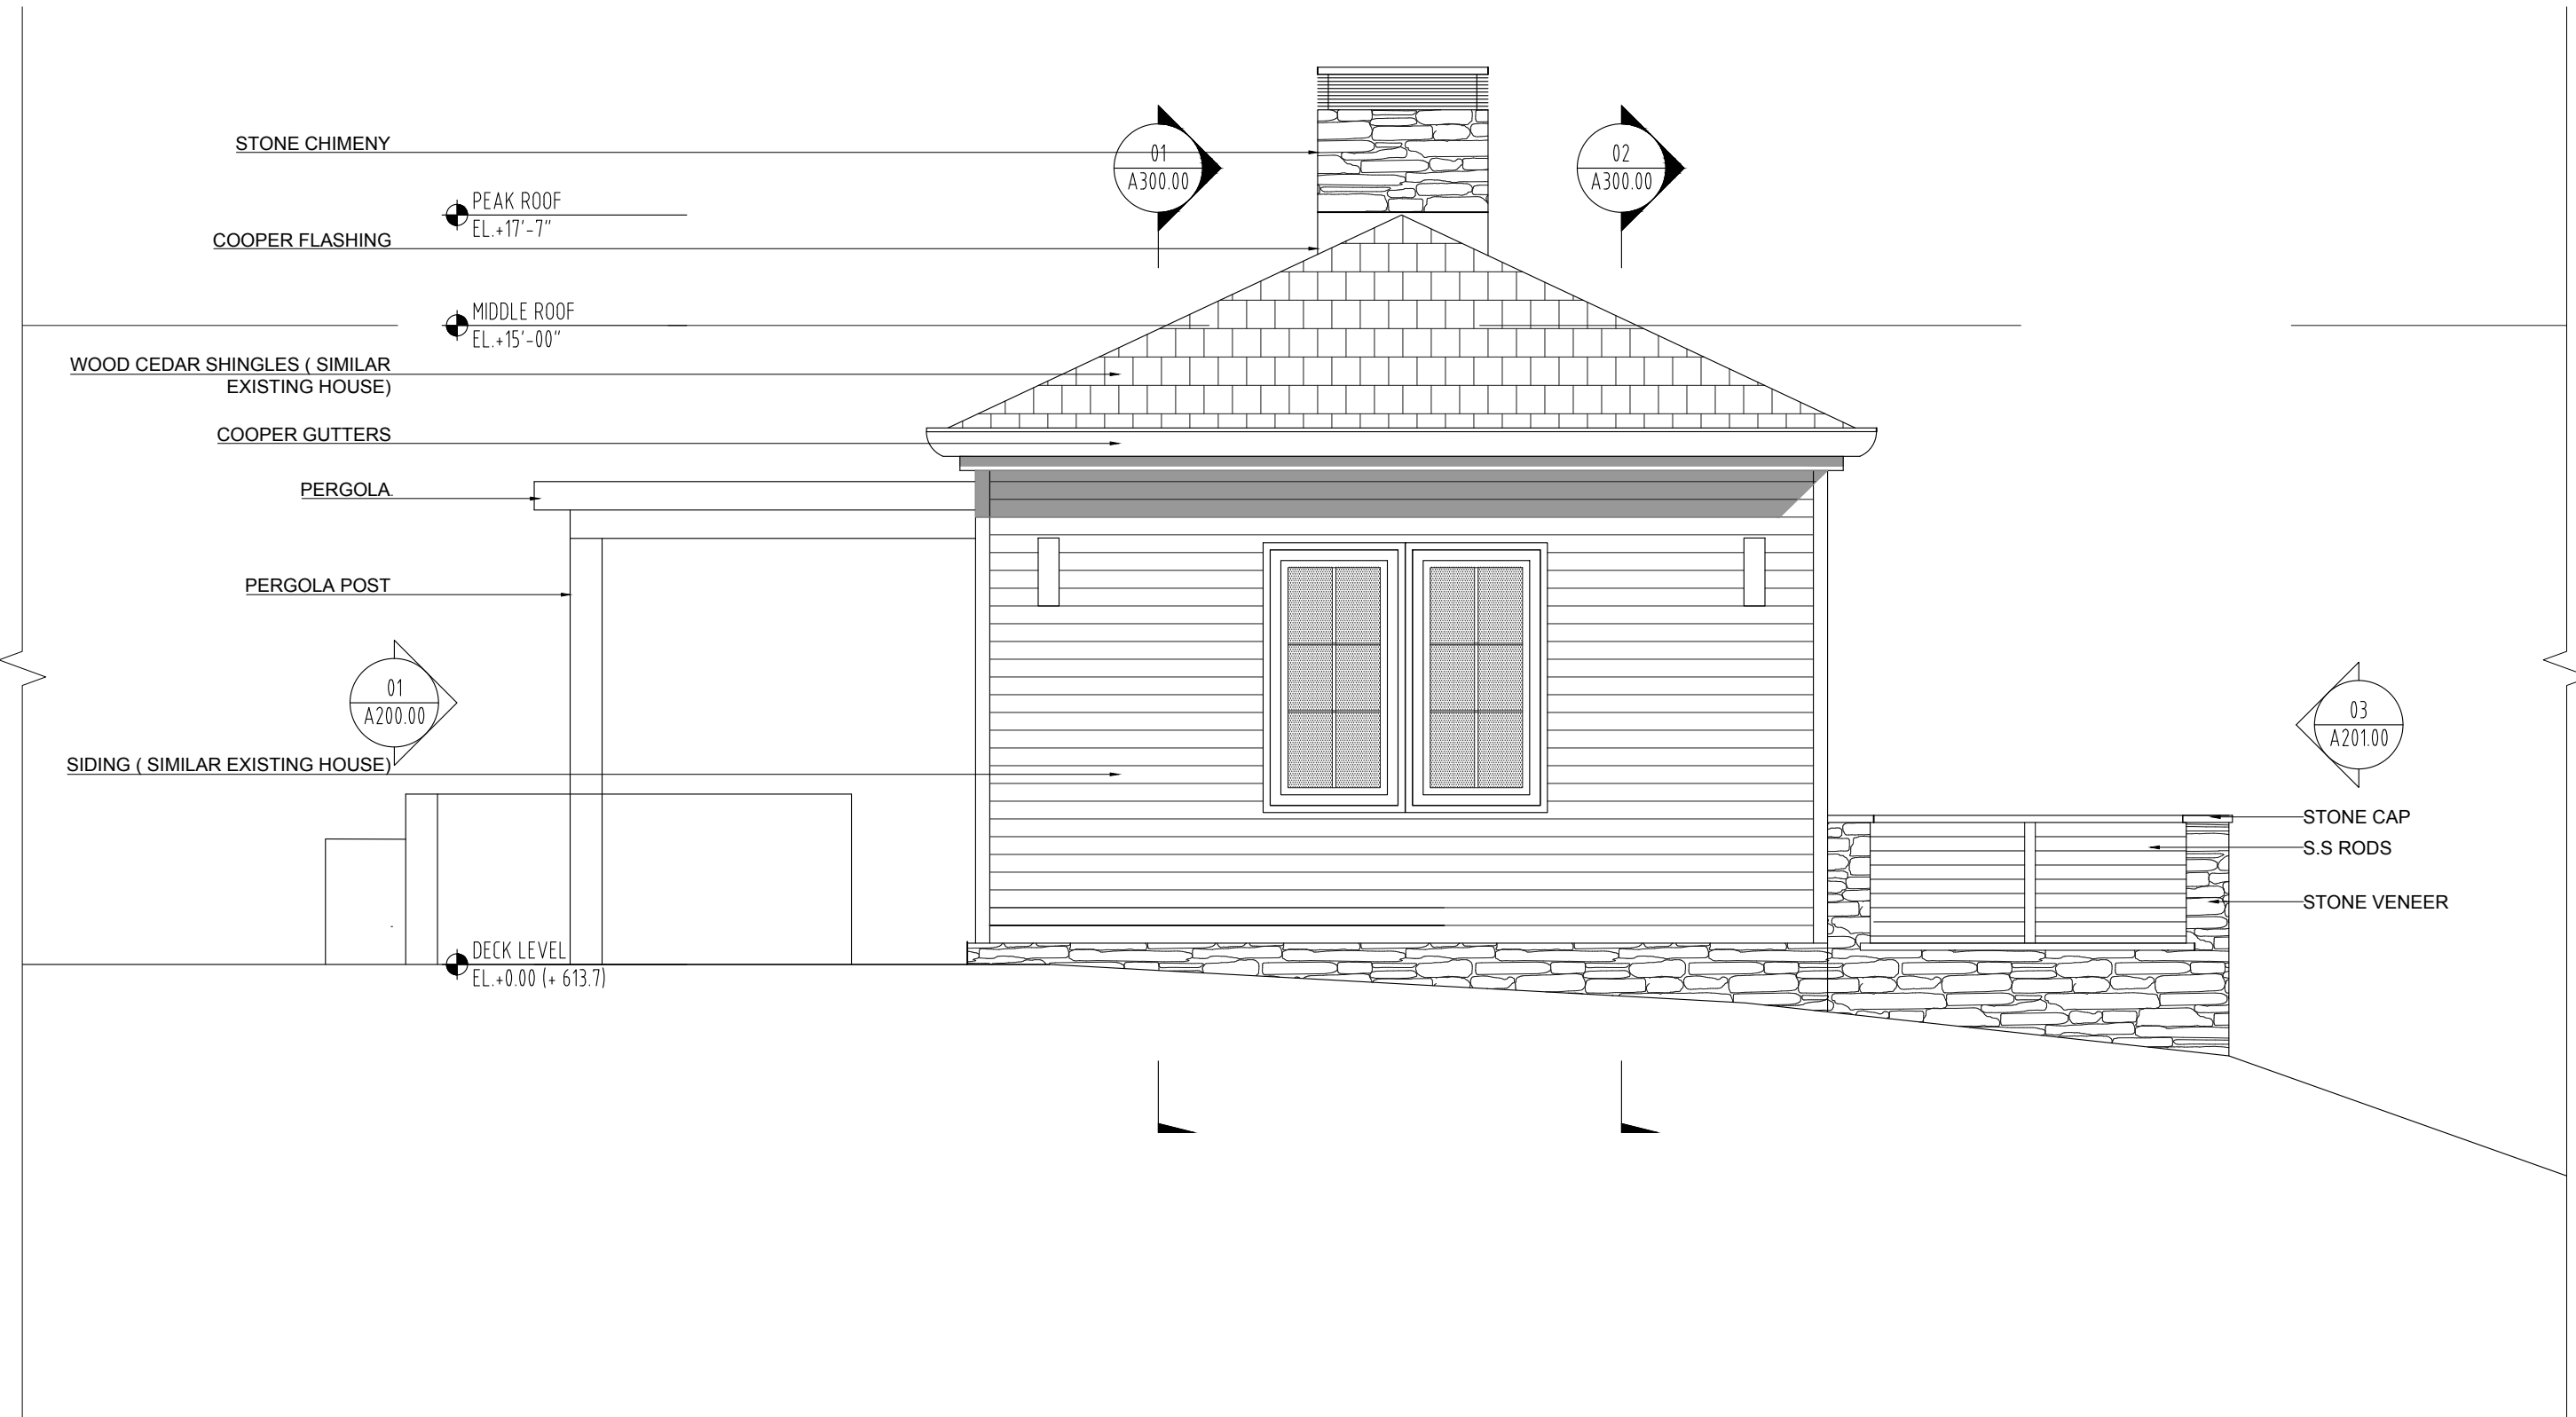 STONE CHIMENY
01
A300.00
02
A300.00
PEAK ROOF
EL.+17'-7"
COOPER FLASHING
MIDDLE ROOF
EL.+15'-00"
WOOD CEDAR SHINGLES ( SIMILAR
EXISTING HOUSE)
COOPER GUTTERS
PERGOLA.
PERGOLA POST
01
A200.00
03
A201.00
SIDING ( SIMILAR EXISTING HOUSE)
STONE CAP
S.S RODS
STONE VENEER
DECK LEVEL
EL.+0.00 (+ 613.7)